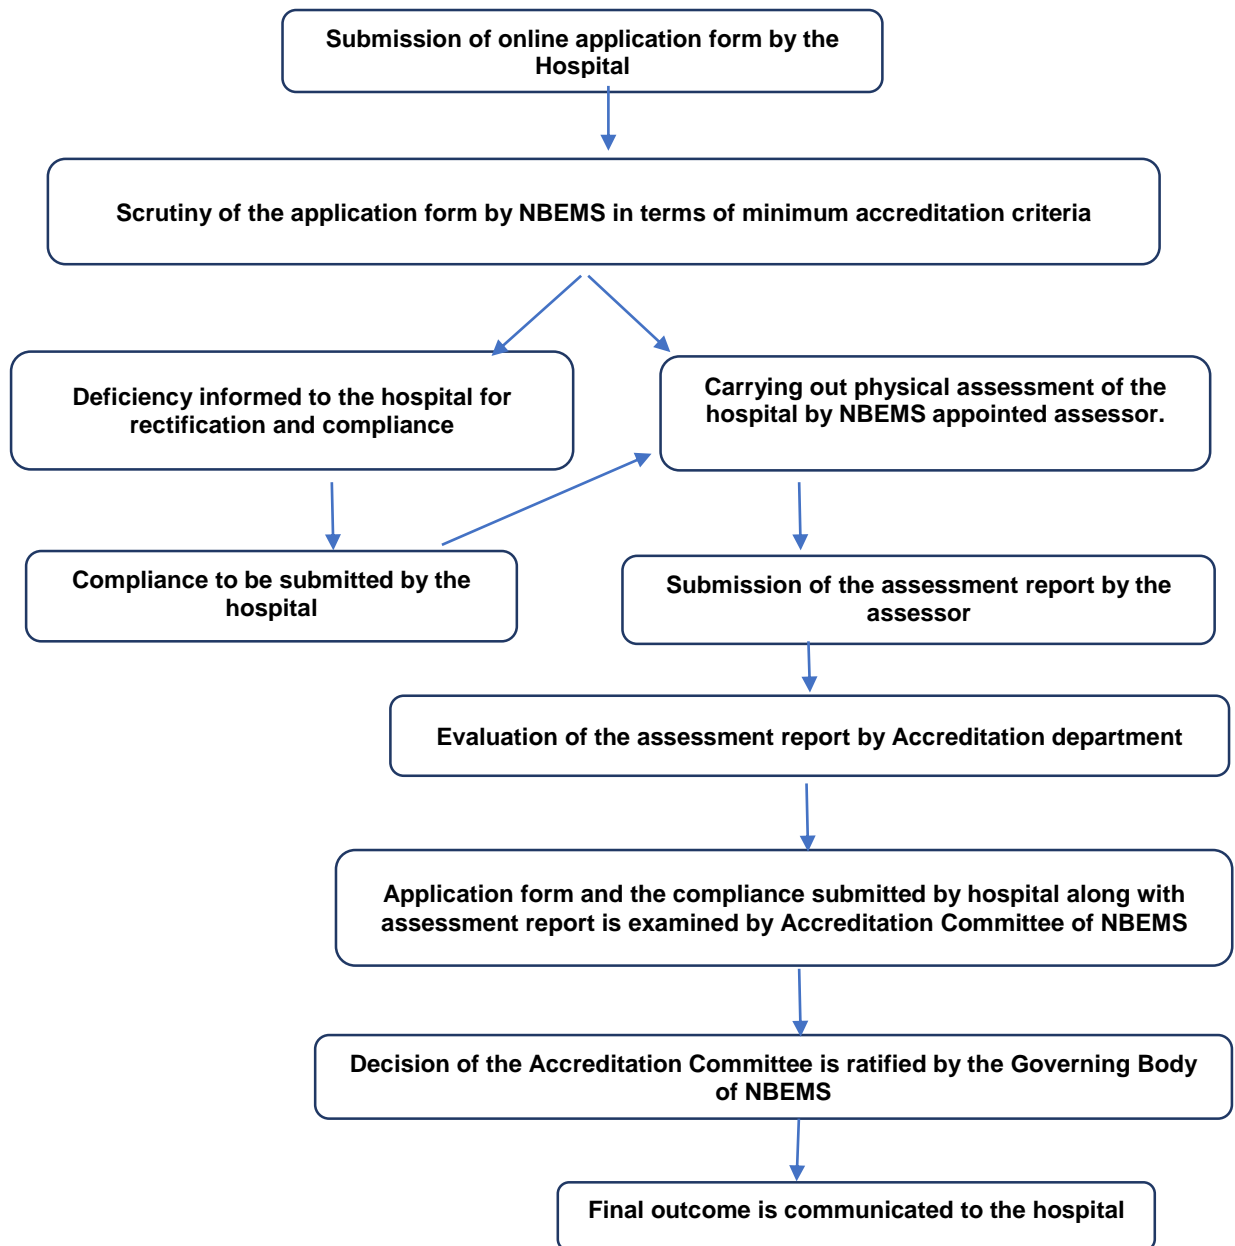 Submission of online application form by the
Hospital
Scrutiny of the application form by NBEMS in terms of minimum accreditation criteria
Deficiency informed to the hospital for
rectification and compliance
Carrying out physical assessment of the
hospital by NBEMS appointed assessor.
Compliance to be submitted by the
hospital
Submission of the assessment report by the
assessor
Evaluation of the assessment report by Accreditation department
Application form and the compliance submitted by hospital along with
assessment report is examined by Accreditation Committee of NBEMS
Decision of the Accreditation Committee is ratified by the Governing Body
of NBEMS
Final outcome is communicated to the hospital